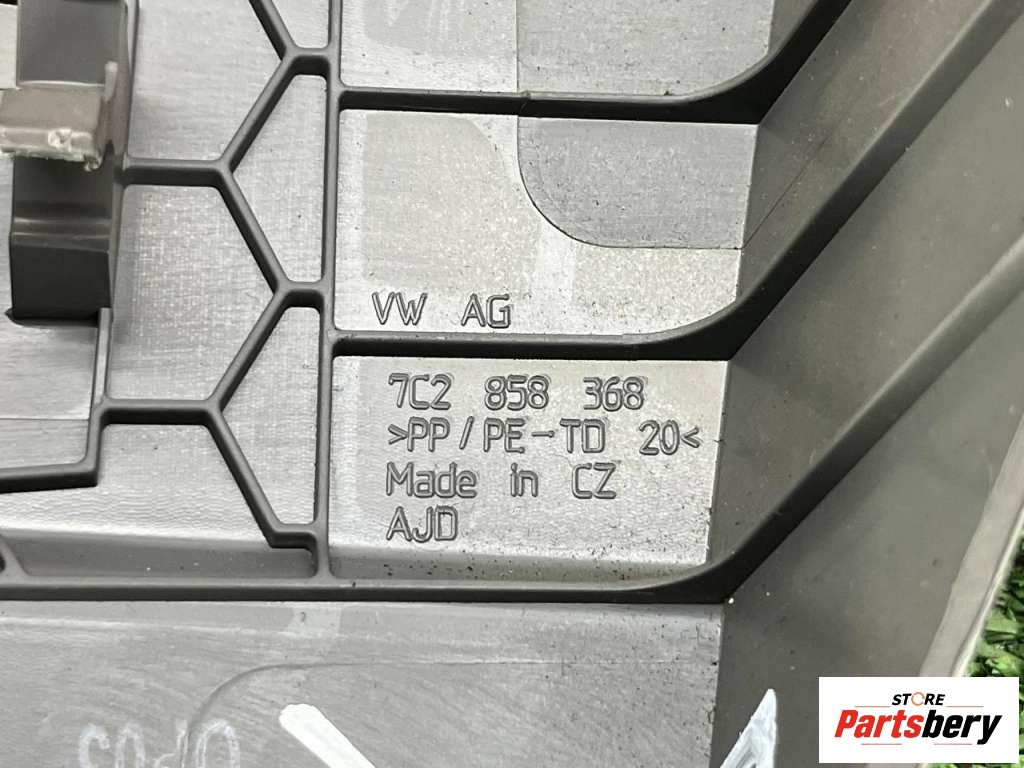 VW AG
7C2 858 368
>PP/PE-TD 20<
Made in CZ
AJD
STORE
Partsbery